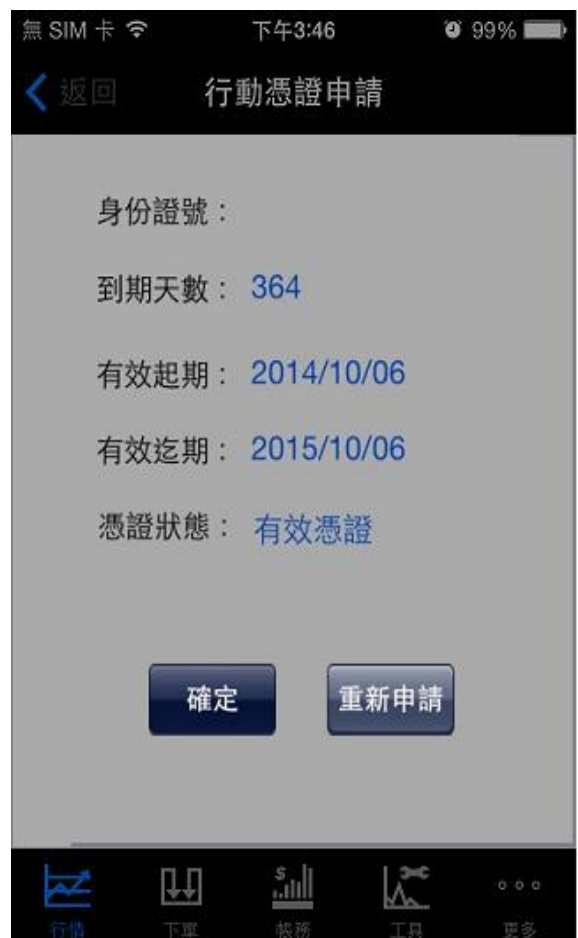 無 SIM 卡 下午3:46 99%
返回 行動憑證申請
身份證號：
到期天數： 364
有效起期： 2014/10/06
有效迄期： 2015/10/06
憑證狀態： 有效憑證
確定 重新申請
$
行情 下單 帳務 工具 更多